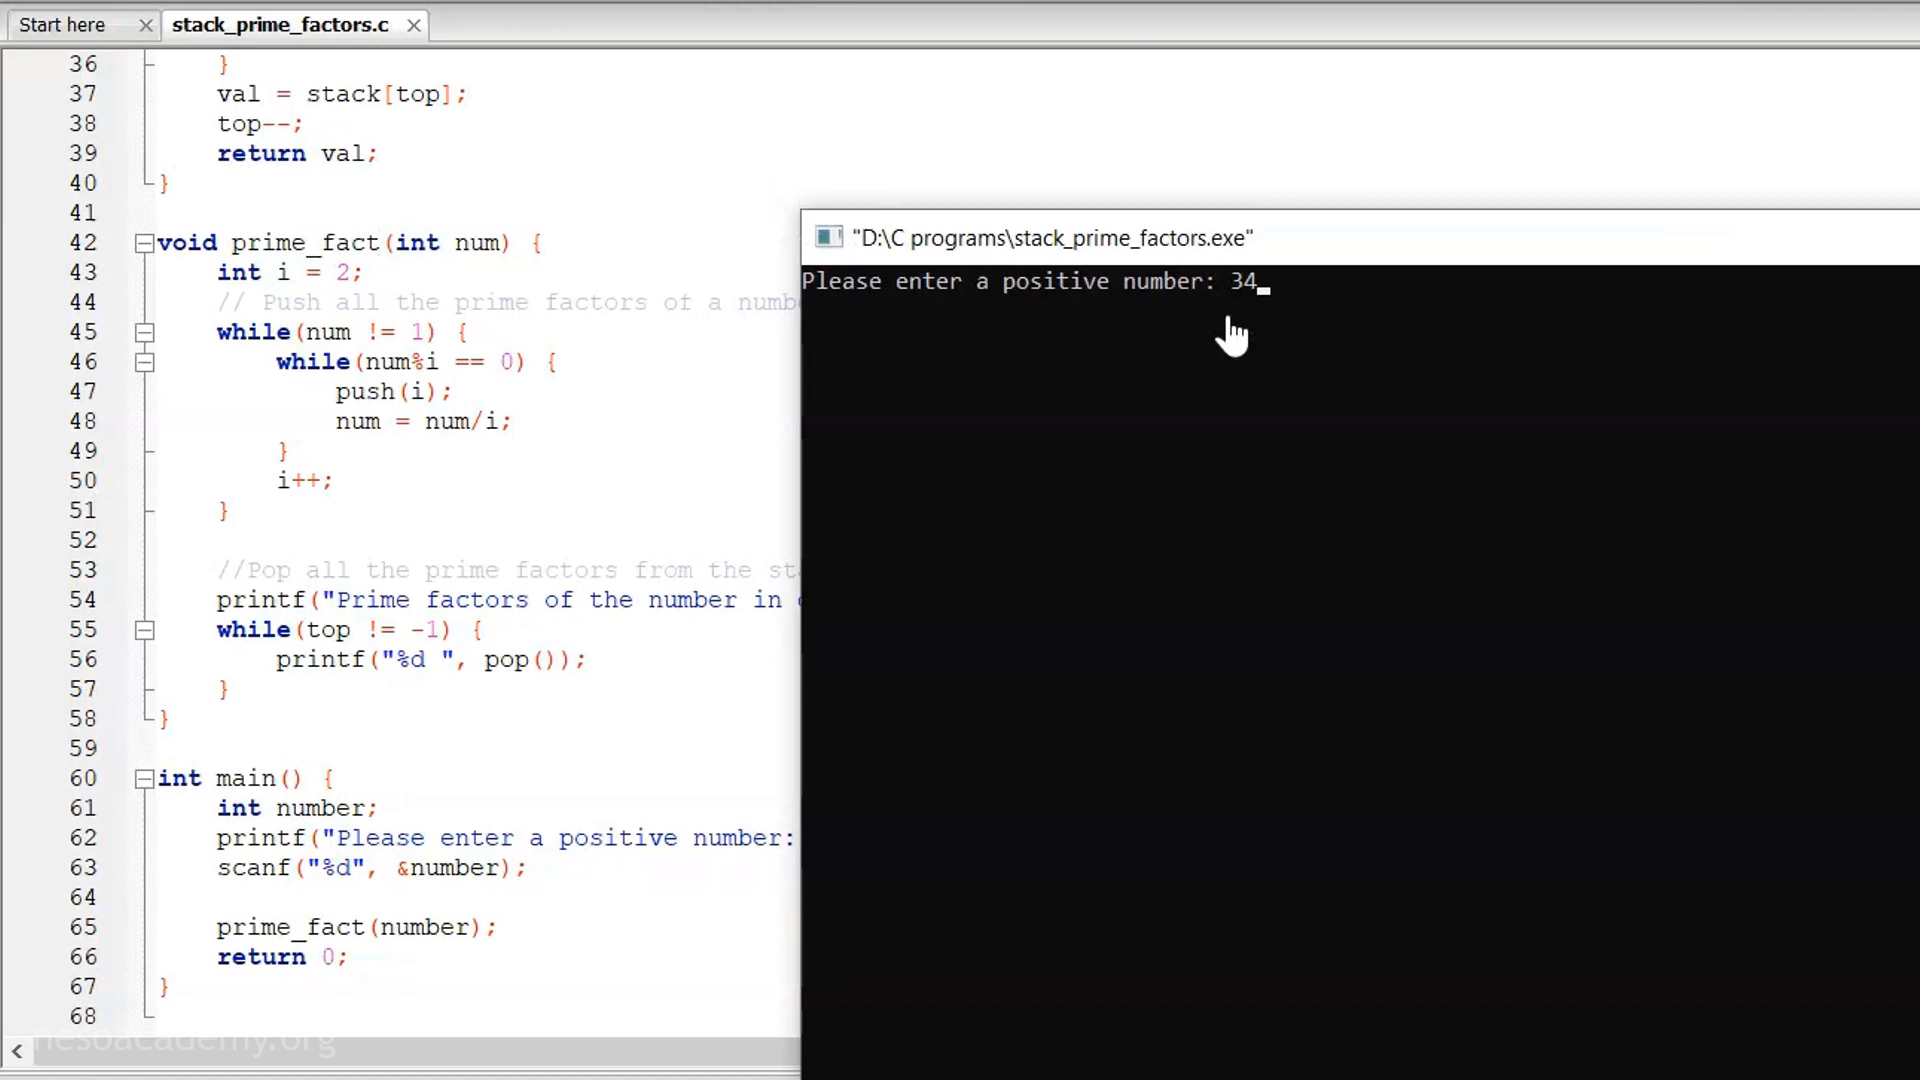 Start here
stack_prime_factors.c
36 }
37 val = stack[top];
38 top--;
39 return val;
40 }
41
42 void prime_fact(int num) {
43 int i = 2;
44 // Push all the prime factors of a numb
45 while(num != 1) {
46 while(num%i == 0) {
47 push(i);
48 num = num/i;
49 }
50 i++;
51 }
52
53 //Pop all the prime factors from the st
54 printf("Prime factors of the number in
55 while(top != -1) {
56 printf("%d ", pop());
57 }
58 }
59
60 int main() {
61 int number;
62 printf("Please enter a positive number:
63 scanf("%d", &number);
64
65 prime_fact(number);
66 return 0;
67 }
68
nesoacademy.org
"D:\C programs\stack_prime_factors.exe"
Please enter a positive number: 34